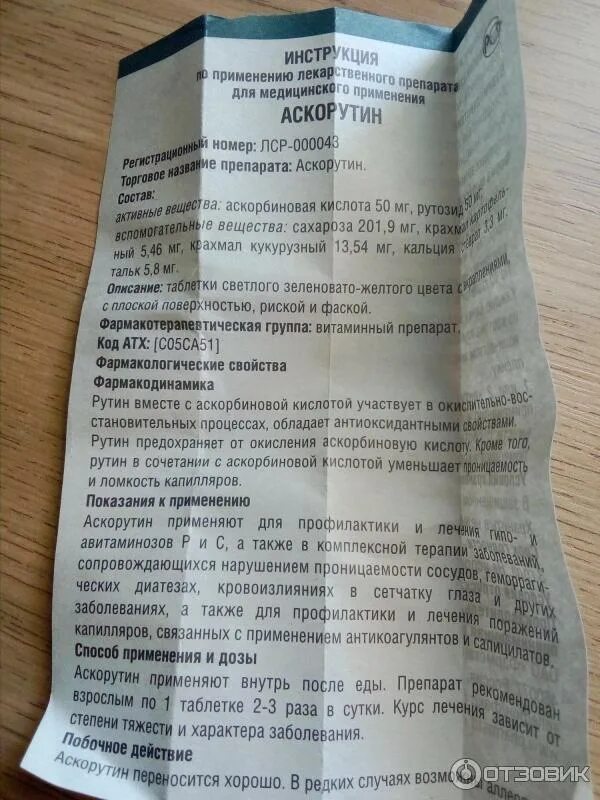 ИНСТРУКЦИЯ
по применению лекарственного препарата
для медицинского применения
АСКОРУТИН
Регистрационный номер: ЛСР-000043
Торговое название препарата: Аскорутин.
Состав:
активные вещества: аскорбиновая кислота 50 мг, рутозид 50 мг;
вспомогательные вещества: сахароза 201,9 мг, крахмал картофель-
ный 5,46 мг, крахмал кукурузный 13,54 мг, кальция стеарат 3,3 мг,
тальк 5,8 мг.
Описание: таблетки светлого зеленовато-желтого цвета с вкраплениями,
с плоской поверхностью, риской и фаской.
Фармакотерапевтическая группа: витаминный препарат.
Код АТХ: [C05CA51]
Фармакологические свойства
Фармакодинамика
Рутин вместе с аскорбиновой кислотой участвует в окислительно-вос-
становительных процессах, обладает антиоксидантными свойствами.
Рутин предохраняет от окисления аскорбиновую кислоту. Кроме того,
рутин в сочетании с аскорбиновой кислотой уменьшает проницаемость
и ломкость капилляров.
Показания к применению
Аскорутин применяют для профилактики и лечения гипо- и
авитаминозов Р и С, а также в комплексной терапии заболеваний,
сопровождающихся нарушением проницаемости сосудов, геморраги-
ческих диатезах, кровоизлияниях в сетчатку глаза и других
заболеваниях, а также для профилактики и лечения поражений
капилляров, связанных с применением антикоагулянтов и салицилатов.
Способ применения и дозы
Аскорутин применяют внутрь после еды. Препарат рекомендован
взрослым по 1 таблетке 2-3 раза в сутки. Курс лечения зависит от
степени тяжести и характера заболевания.
Побочное действие
Аскорутин переносится хорошо. В редких случаях возможны
ОТЗОВИК